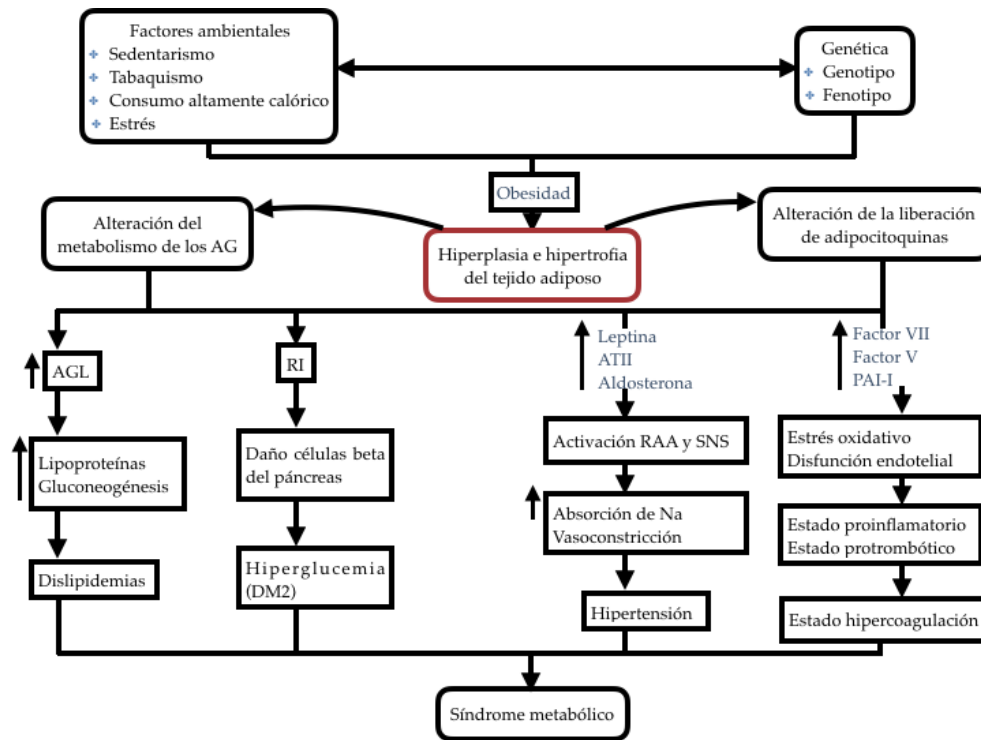 Factores ambientales
Sedentarismo
Tabaquismo
Consumo altamente calórico
Estrés
Genética
Genotipo
Fenotipo
Obesidad
Alteración del
metabolismo de los AG
Hiperplasia e hipertrofia
del tejido adiposo
Alteración de la liberación
de adipocitoquinas
AGL
RI
Leptina
ATII
Aldosterona
Factor VII
Factor V
PAI-I
Lipoproteínas
Gluconeogénesis
Daño células beta
del páncreas
Activación RAA y SNS
Estrés oxidativo
Disfunción endotelial
Absorción de Na
Vasoconstricción
Estado proinflamatorio
Estado protrombótico
Dislipidemias
Hiperglucemia
(DM2)
Hipertensión
Estado hipercoagulación
Síndrome metabólico